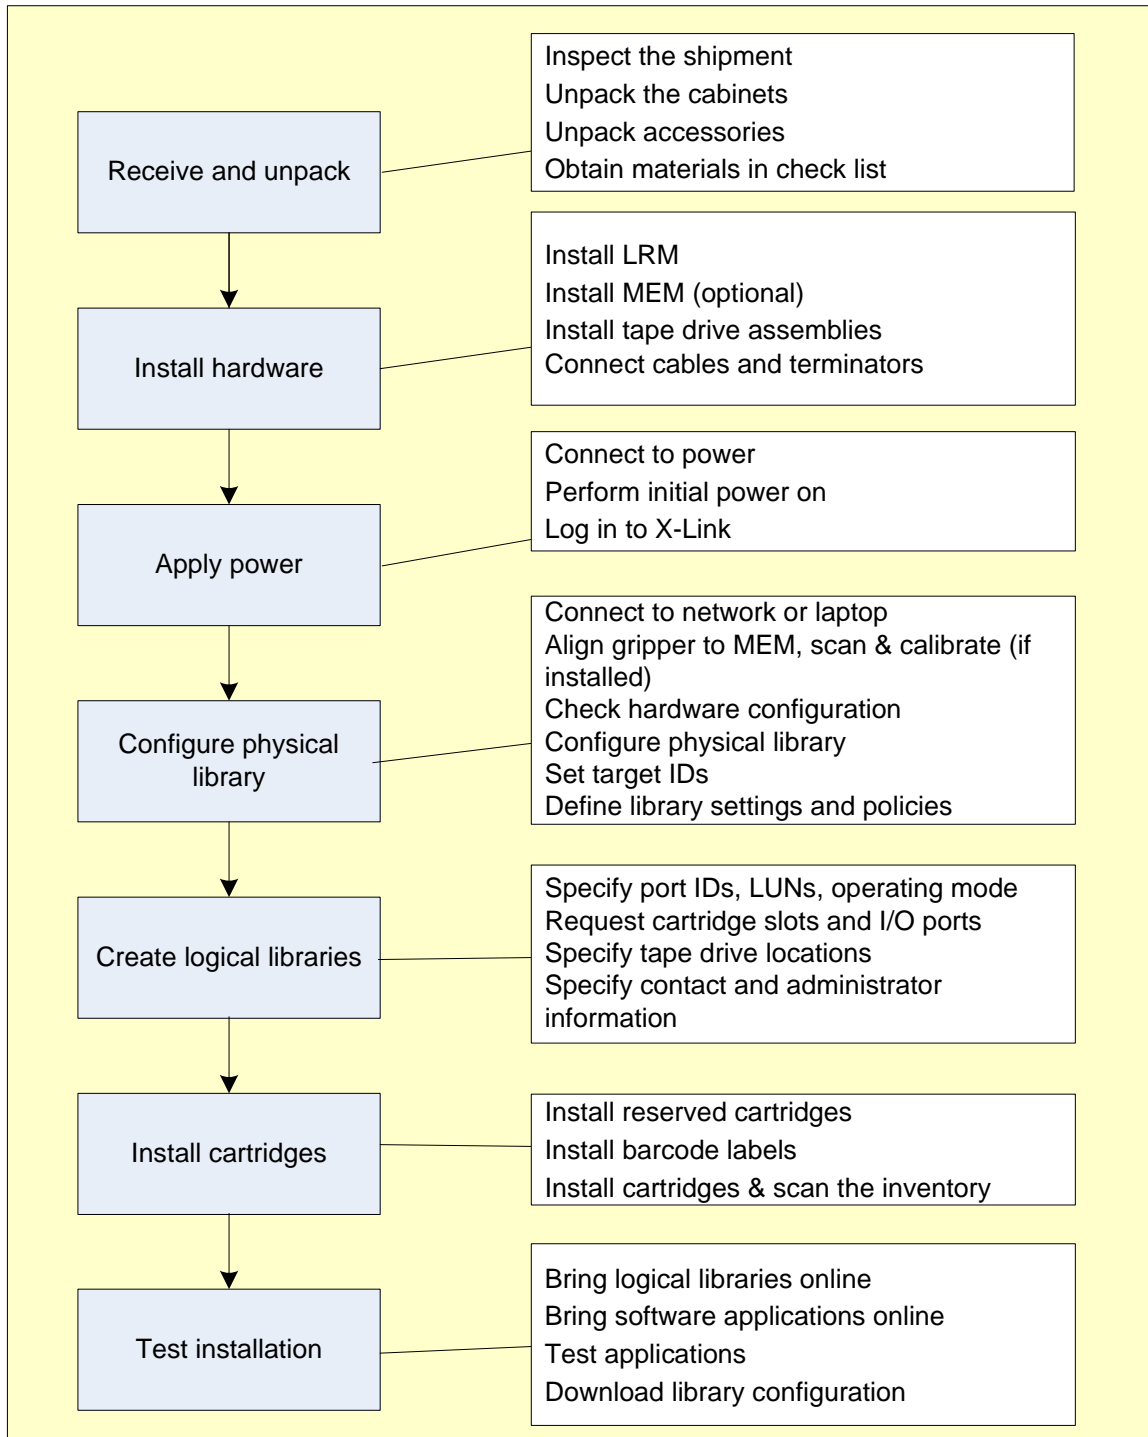 Receive and unpack
Inspect the shipment
Unpack the cabinets
Unpack accessories
Obtain materials in check list
Install hardware
Install LRM
Install MEM (optional)
Install tape drive assemblies
Connect cables and terminators
Apply power
Connect to power
Perform initial power on
Log in to X-Link
Configure physical
library
Connect to network or laptop
Align gripper to MEM, scan & calibrate (if
installed)
Check hardware configuration
Configure physical library
Set target IDs
Define library settings and policies
Create logical libraries
Specify port IDs, LUNs, operating mode
Request cartridge slots and I/O ports
Specify tape drive locations
Specify contact and administrator
information
Install cartridges
Install reserved cartridges
Install barcode labels
Install cartridges & scan the inventory
Test installation
Bring logical libraries online
Bring software applications online
Test applications
Download library configuration